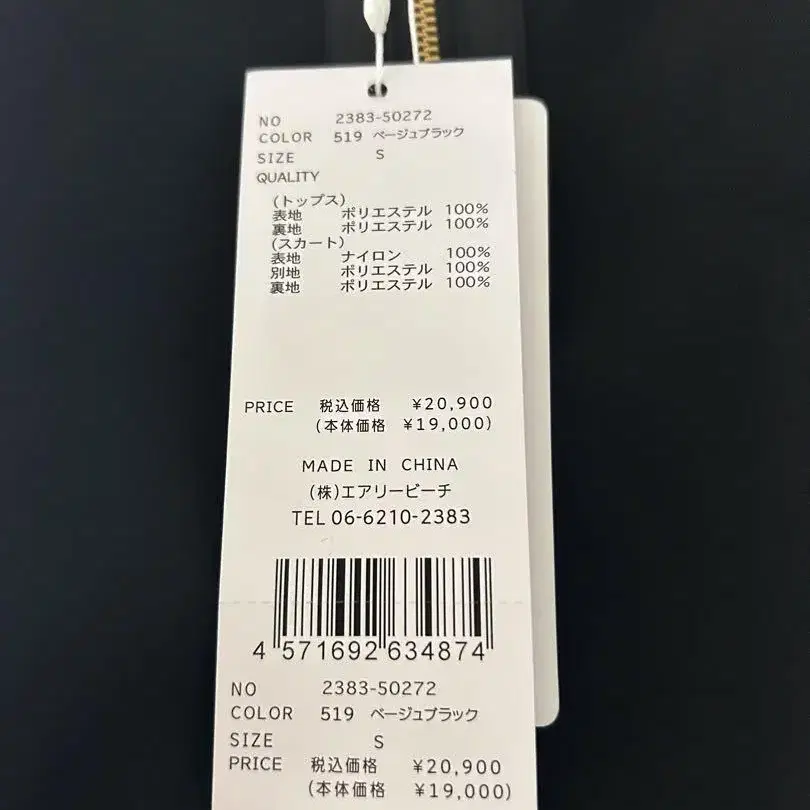 NO 2383-50272
COLOR 519 ベージュブラック
SIZE S
QUALITY
(トップス)
表地 ポリエステル 100%
裏地 ポリエステル 100%
(スカート)
表地 ナイロン 100%
別地 ポリエステル 100%
裏地 ポリエステル 100%
PRICE 税込価格 ¥20,900
(本体価格 ¥19,000)
MADE IN CHINA
(株)エアリービーチ
TEL 06-6210-2383
4 571692 634874
NO 2383-50272
COLOR 519 ベージュブラック
SIZE S
PRICE 税込価格 ¥20,900
(本体価格 ¥19,000)